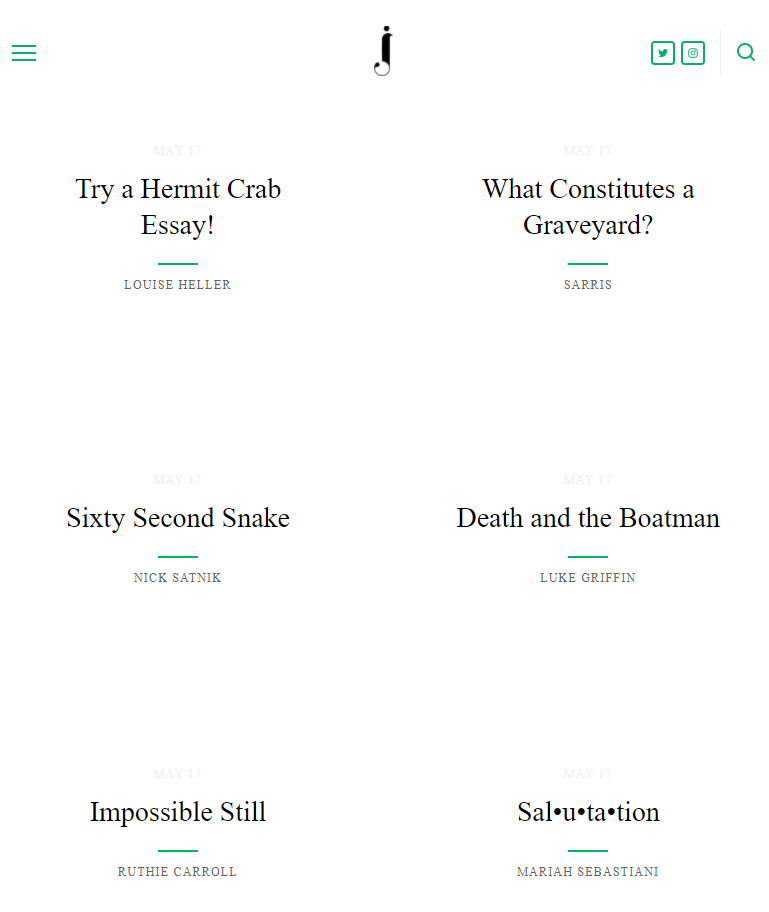 j
MAY 17
Try a Hermit Crab
Essay!
LOUISE HELLER
MAY 17
What Constitutes a
Graveyard?
SARRIS
MAY 17
Sixty Second Snake
NICK SATNIK
MAY 17
Death and the Boatman
LUKE GRIFFIN
MAY 17
Impossible Still
RUTHIE CARROLL
MAY 17
Sal•u•ta•tion
MARIAH SEBASTIANI